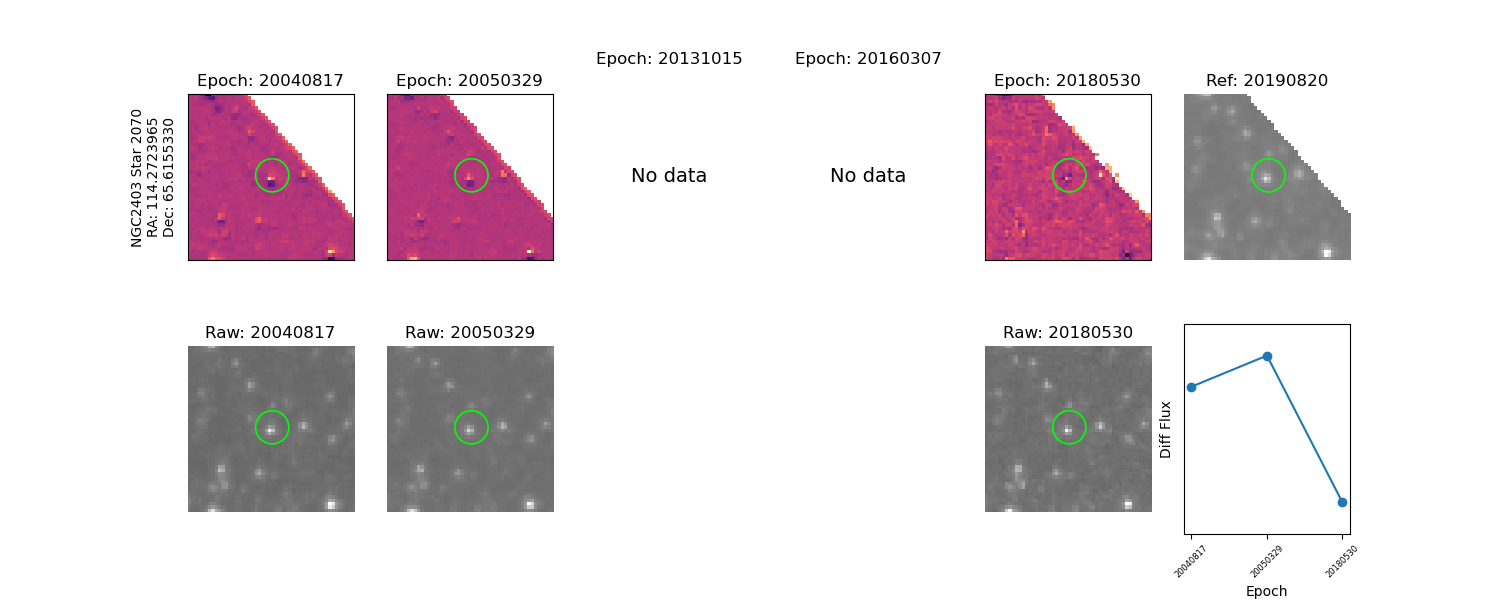 Epoch: 20040817
Epoch: 20050329
Epoch: 20131015
Epoch: 20160307
Epoch: 20180530
Ref: 20190820
NGC2403 Star 2070
RA: 114.2723965
Dec: 65.6155330
No data
No data
Raw: 20040817
Raw: 20050329
Raw: 20180530
Diff Flux
20040817
20050329
20180530
Epoch